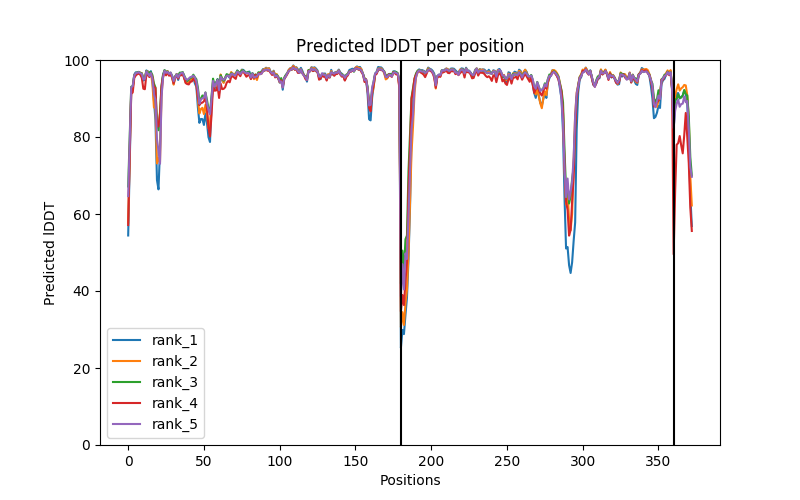 Predicted lDDT per position
Predicted lDDT
100
80
60
40
20
0
rank_1
rank_2
rank_3
rank_4
rank_5
0 50 100 150 200 250 300 350
Positions